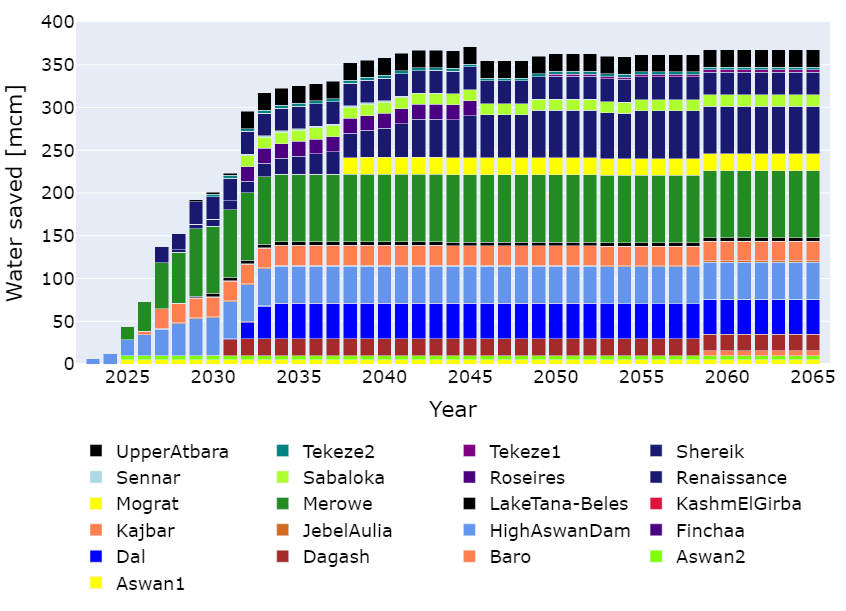 400
350
300
250
200
150
100
50
0
Water saved [mcm]
2025 2030 2035 2040 2045 2050 2055 2060 2065
Year
UpperAtbara Tekeze2 Tekeze1 Shereik
Sennar Sabaloka Roseires Renaissance
Mograt Merowe LakeTana-Beles KashmElGirba
Kajbar JebelAulia HighAswanDam Finchaa
Dal Dagash Baro Aswan2
Aswan1